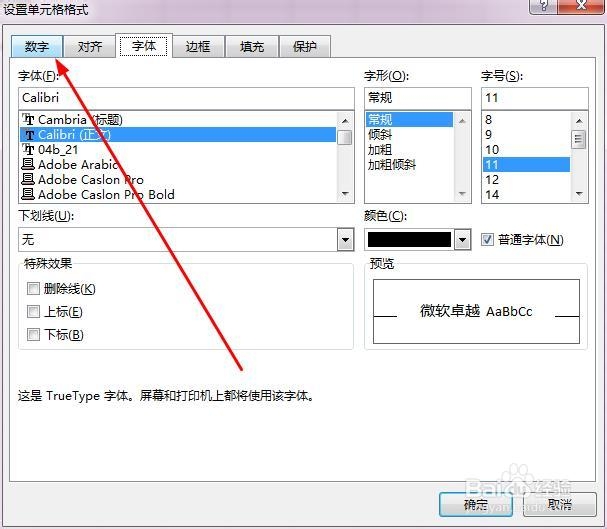 设置单元格格式
数字 对齐 字体 边框 填充 保护
字体(F): 字形(O): 字号(S):
Calibri 常规 11
Cambria (标题) 常规 8
Calibri (正文) 倾斜 9
04b_21 加粗 10
Adobe Arabic 加粗倾斜 11
Adobe Caslon Pro 12
Adobe Caslon Pro Bold 14
下划线(U): 颜色(C):
无 普通字体(N)
特殊效果 预览
删除线(K)
上标(E) 微软卓越 AaBbCc
下标(B)
这是 TrueType 字体。屏幕和打印机上都将使用该字体。
Baidu 经验
确定 取消
jingyan.baidu.com